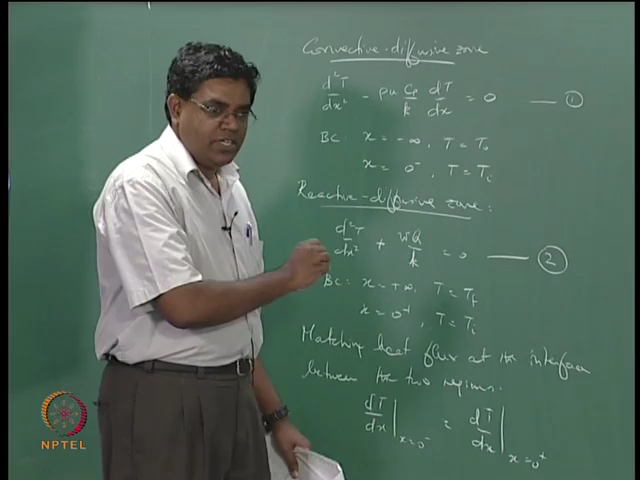 Convective-diffusive zone
d²T/dx² - ρu Cp/k dT/dx = 0 — 1
BC: x = -∞, T = T₀
x = 0⁻, T = Tᵢ
Reactive-diffusive zone:
d²T/dx² + ẇQ/k = 0 — 2
BC: x = +∞, T = T_f
x = 0⁺, T = Tᵢ
Matching heat flux at the interface
between the two regimes.
dT/dx|x=0⁻ = dT/dx|x=0⁺
NPTEL